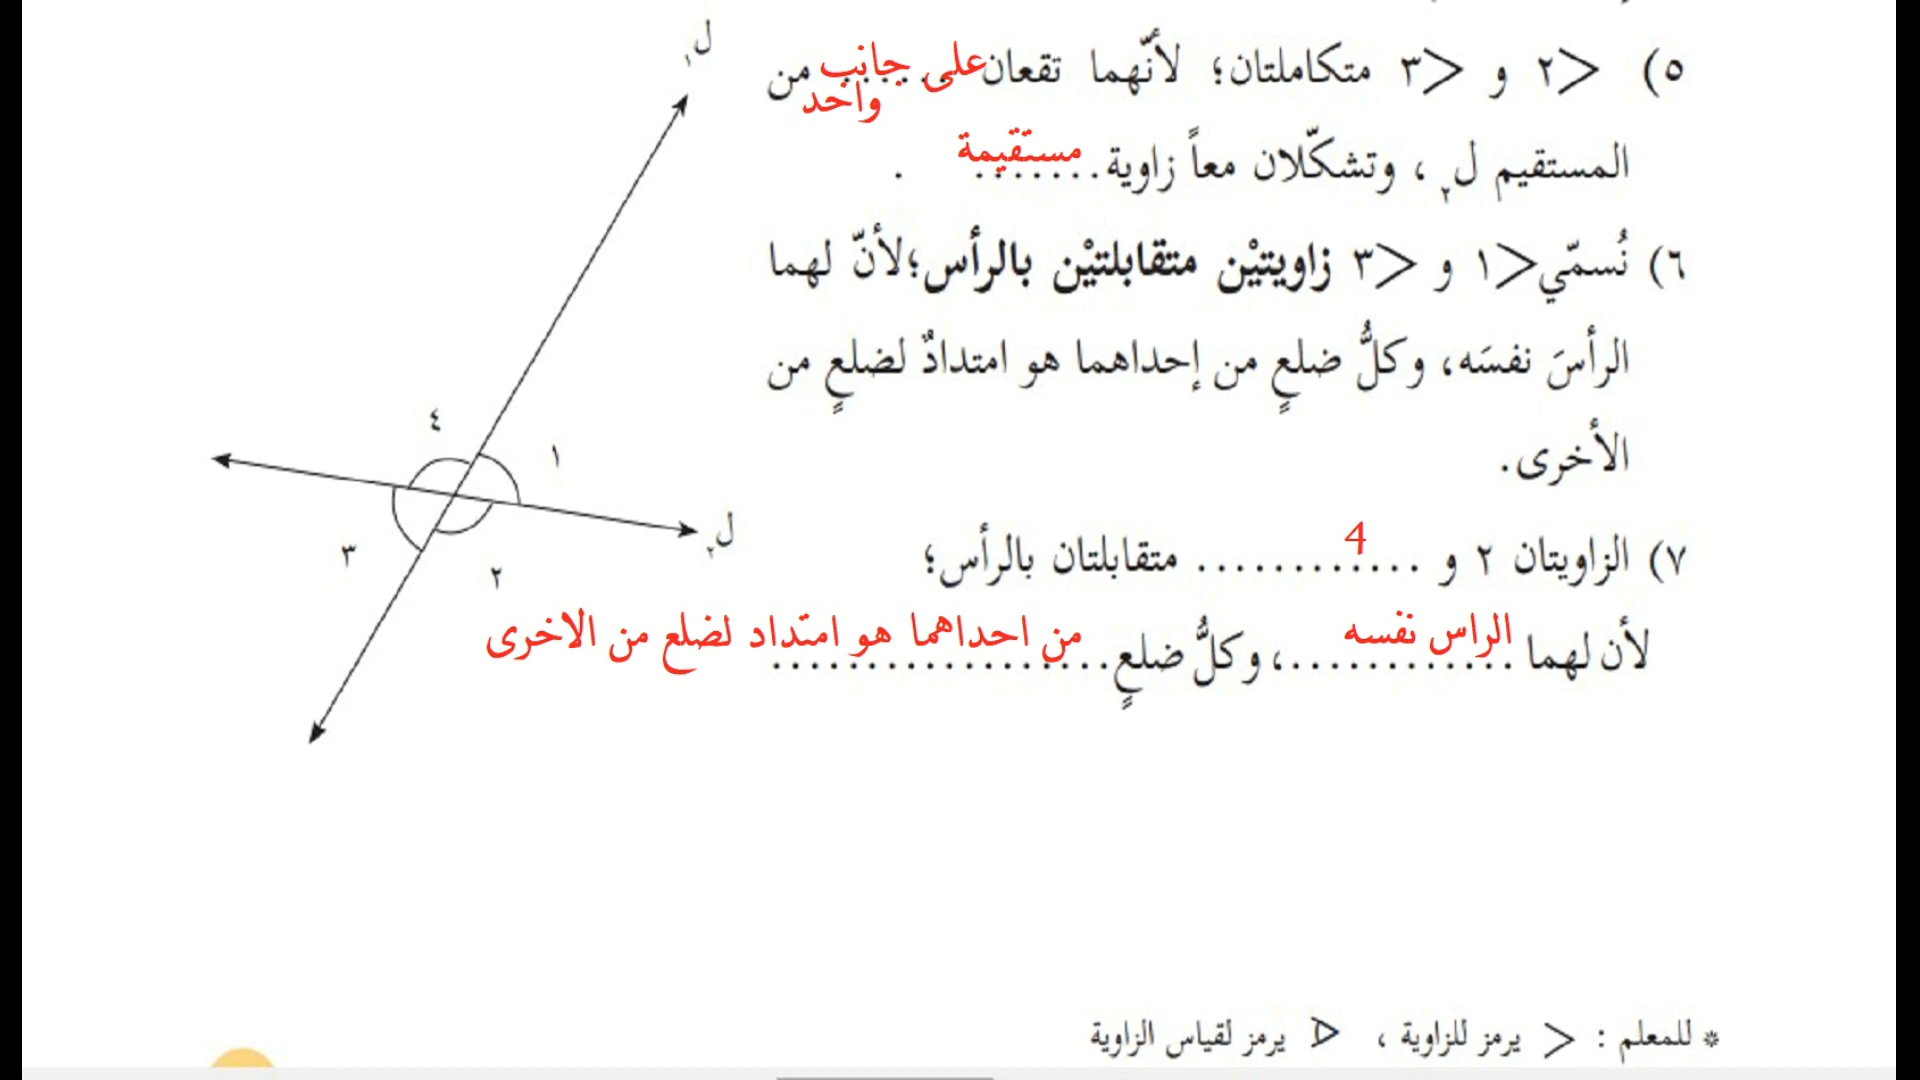 ٥) <٢ و <٣ متكاملتان؛ لأنّهما تقعان على جانب واحد من
المستقيم ل٢ ، وتشكّلان معاً زاوية مستقيمة .
٦) نُسمّي <١ و <٣ زاويتيْن متقابلتيْن بالرأس؛ لأنّ لهما
الرأسَ نفسَه، وكلُّ ضلعٍ من إحداهما هو امتدادٌ لضلعٍ من
الأخرى.
٧) الزاويتان ٢ و 4 متقابلتان بالرأس؛
لأن لهما الراس نفسه، وكلُّ ضلعٍ من احداهما هو امتداد لضلع من الاخرى
ل١
٤
١
ل٢
٣
٢
* للمعلم : < يرمز للزاوية ، ⦠ يرمز لقياس الزاوية